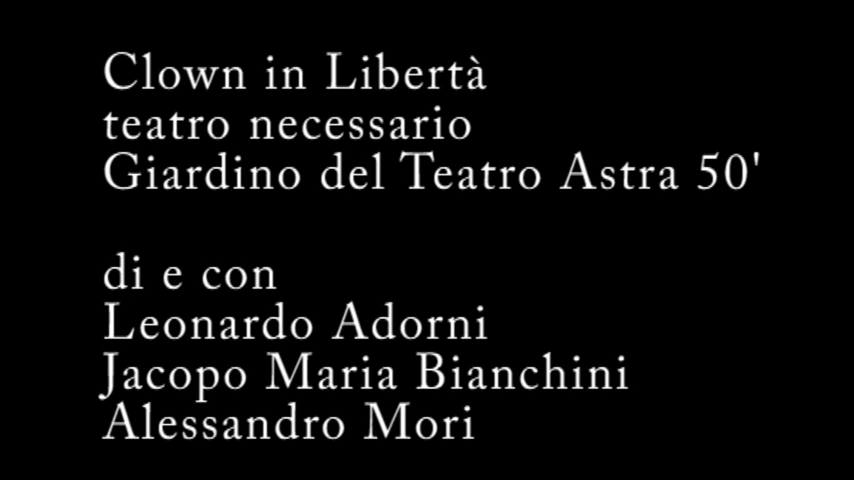 Clown in Libertà
teatro necessario
Giardino del Teatro Astra 50'
di e con
Leonardo Adorni
Jacopo Maria Bianchini
Alessandro Mori